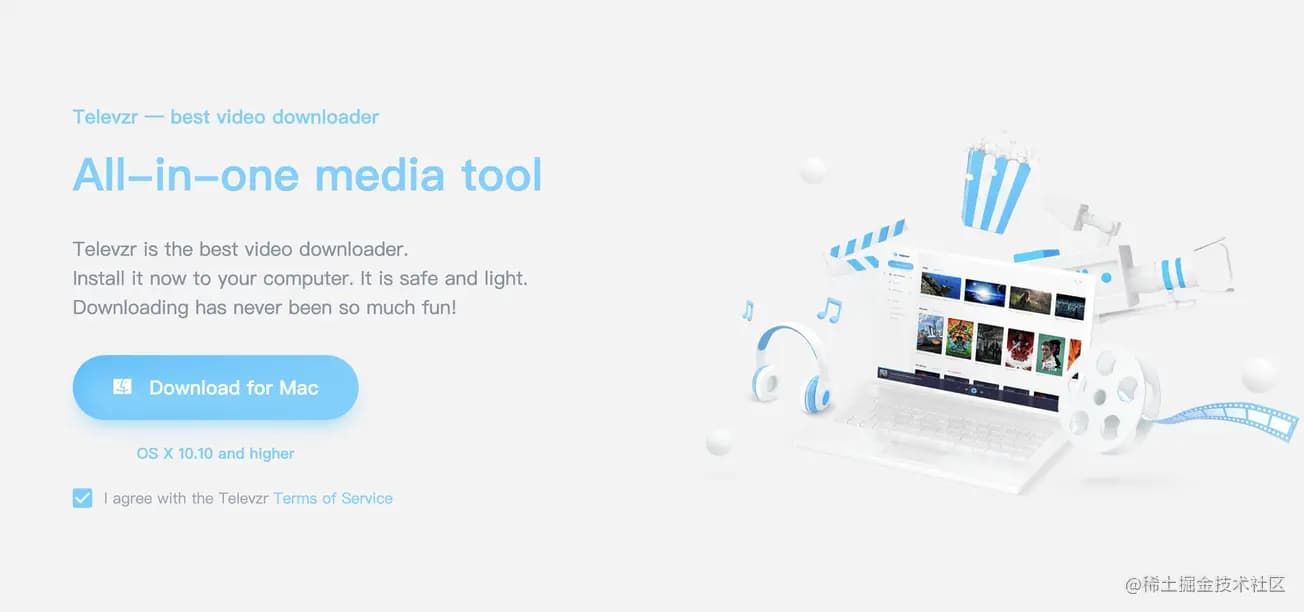 Televzr — best video downloader
All-in-one media tool
Televzr is the best video downloader.
Install it now to your computer. It is safe and light.
Downloading has never been so much fun!
Download for Mac
OS X 10.10 and higher
I agree with the Televzr Terms of Service
@稀土掘金技术社区